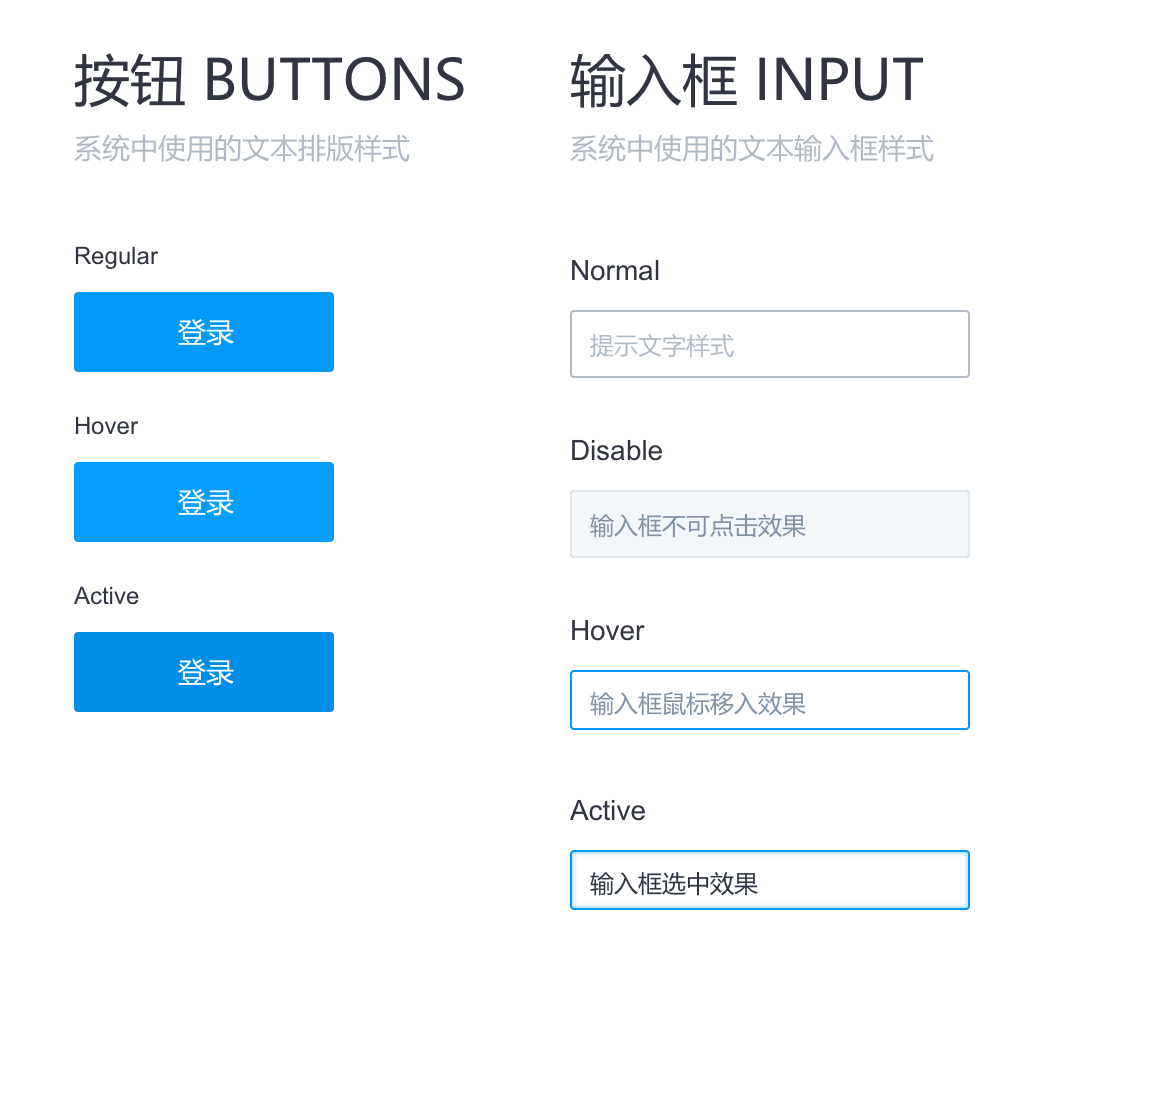 按钮 BUTTONS
系统中使用的文本排版样式
Regular
登录
Hover
登录
Active
登录
输入框 INPUT
系统中使用的文本输入框样式
Normal
提示文字样式
Disable
输入框不可点击效果
Hover
输入框鼠标移入效果
Active
输入框选中效果